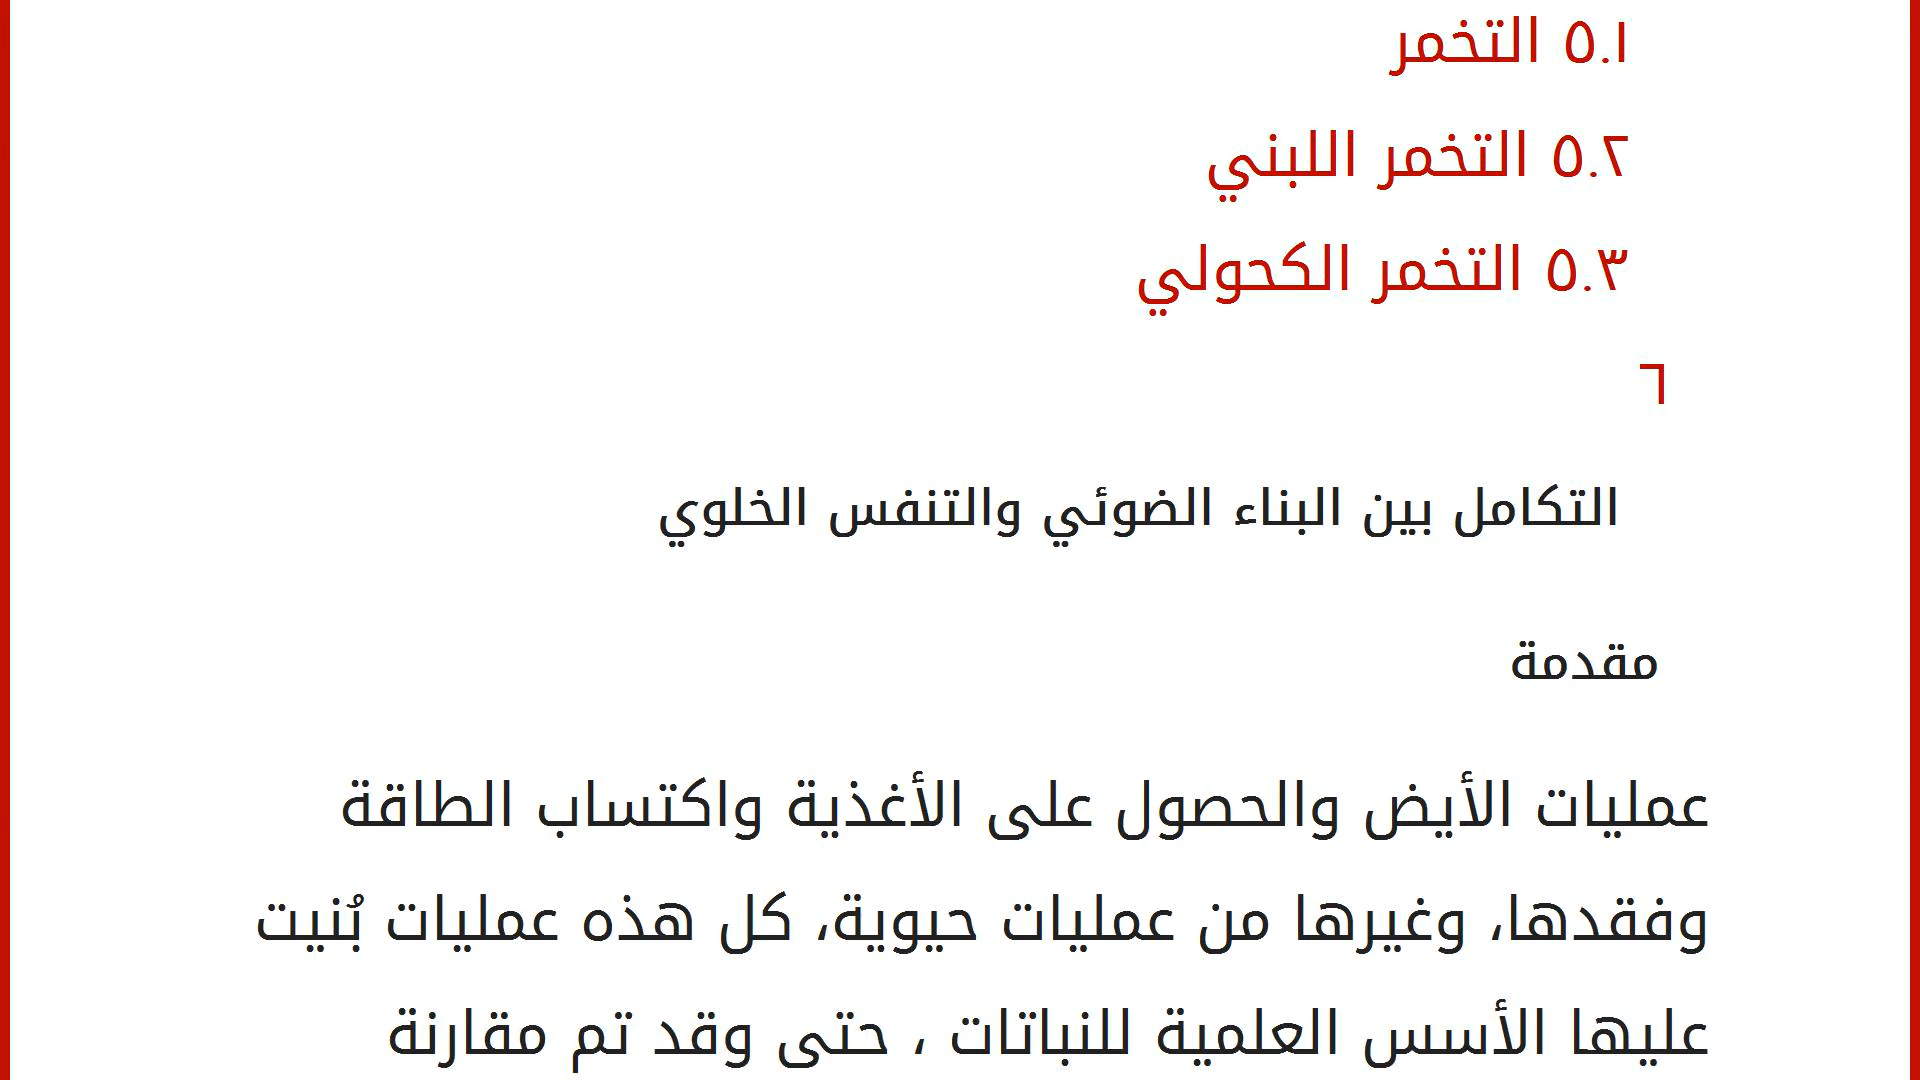 ٥.١ التخمر
٥.٢ التخمر اللبني
٥.٣ التخمر الكحولي
٦
التكامل بين البناء الضوئي والتنفس الخلوي
مقدمة
عمليات الأيض والحصول على الأغذية واكتساب الطاقة
وفقدها، وغيرها من عمليات حيوية، كل هذه عمليات بُنيت
عليها الأسس العلمية للنباتات ، حتى وقد تم مقارنة